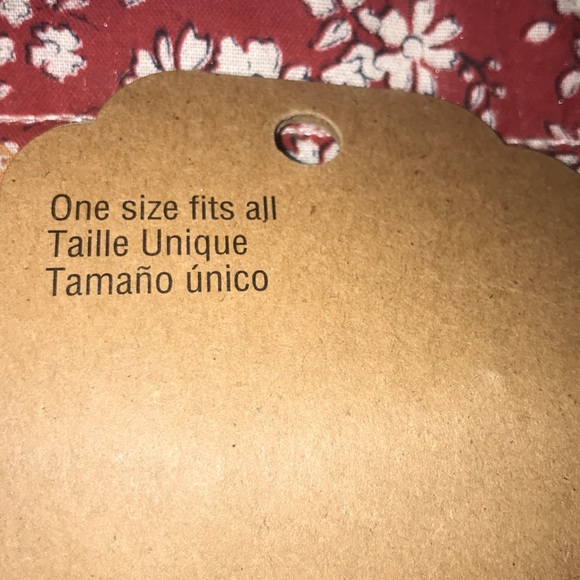 One size fits all
Taille Unique
Tamaño único